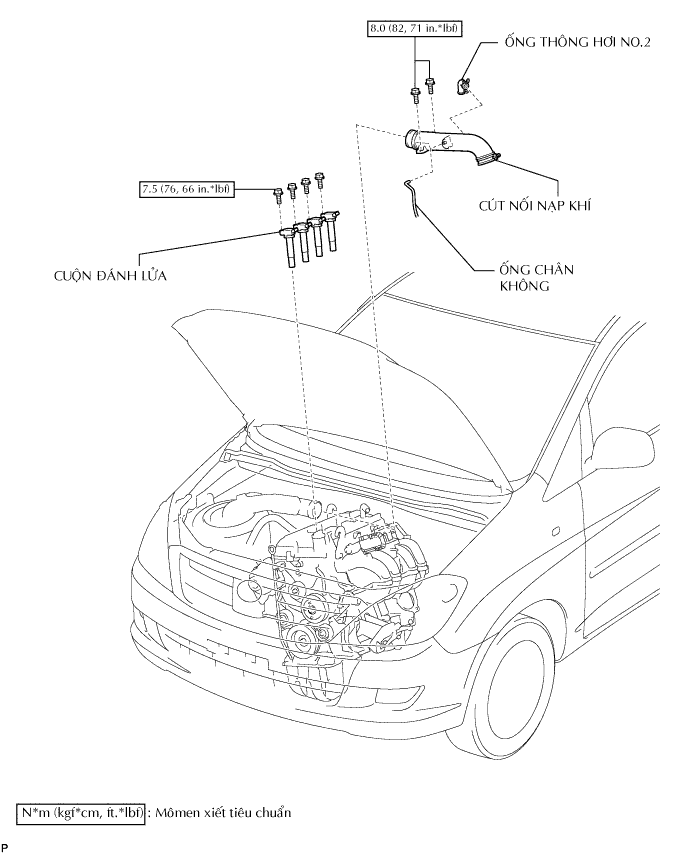 8.0 (82, 71 in.*lbf)
ỐNG THÔNG HƠI NO.2
7.5 (76, 66 in.*lbf)
CÚT NỐI NẠP KHÍ
CUỘN ĐÁNH LỬA
ỐNG CHÂN
KHÔNG
N*m (kgf*cm, ft.*lbf) : Mômen xiết tiêu chuẩn
P